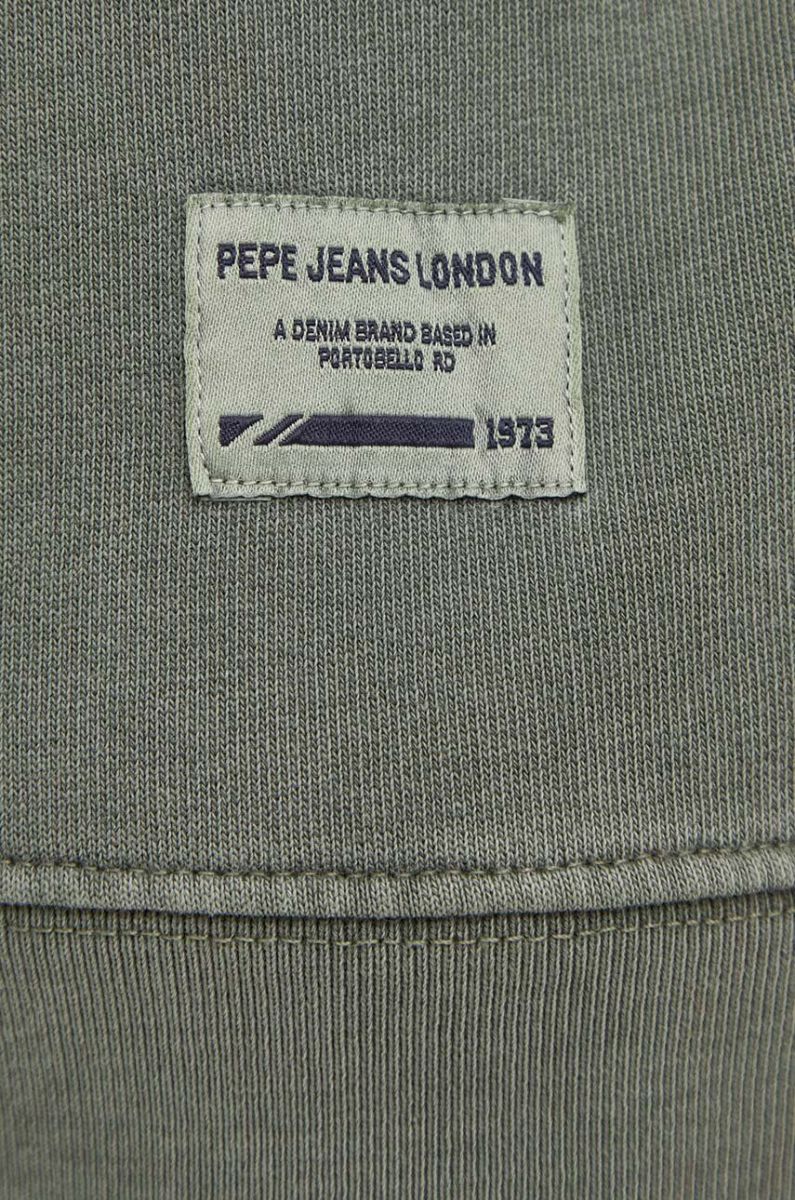 PEPE JEANS LONDON
A DENIM BRAND BASED IN
PORTOBELLO RD
1973